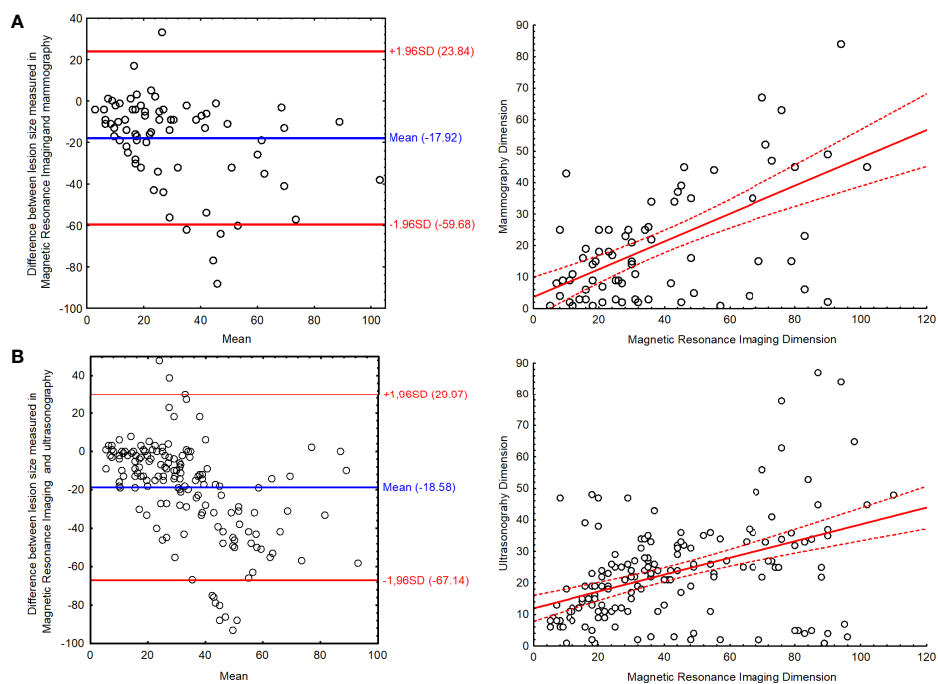 A
Difference between lesion size measured in
Magnetic Resonance Imagingand mammography
40
20
0
-20
-40
-60
-80
-100
+1.96SD (23.84)
Mean (-17.92)
-1.96SD (-59.68)
0 20 40 60 80 100
Mean
Mammography Dimension
90
80
70
60
50
40
30
20
10
0
0 20 40 60 80 100 120
Magnetic Resonance Imaging Dimension
B
Difference between lesion size measured in
Magnetic Resonance Imaging and ultrasonography
40
20
0
-20
-40
-60
-80
-100
+1,96SD (29.97)
Mean (-18.58)
-1,96SD (-67.14)
0 20 40 60 80 100
Mean
Ultrasonography Dimension
90
80
70
60
50
40
30
20
10
0
0 20 40 60 80 100 120
Magnetic Resonance Imaging Dimension